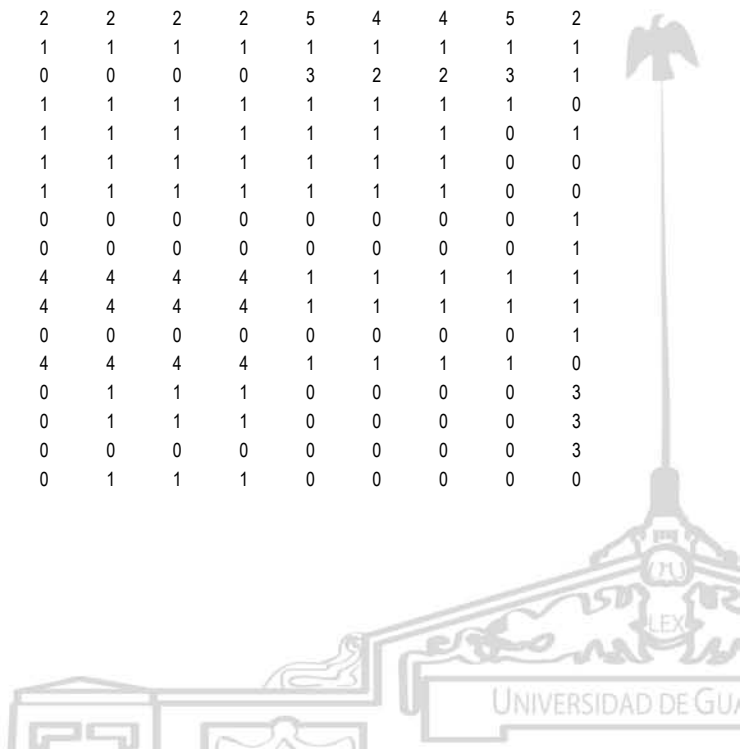 2 2 2 2 5 4 4 5 2
1 1 1 1 1 1 1 1 1
0 0 0 0 3 2 2 3 1
1 1 1 1 1 1 1 1 0
1 1 1 1 1 1 1 0 1
1 1 1 1 1 1 1 0 0
1 1 1 1 1 1 1 0 0
0 0 0 0 0 0 0 0 1
0 0 0 0 0 0 0 0 1
4 4 4 4 1 1 1 1 1
4 4 4 4 1 1 1 1 1
0 0 0 0 0 0 0 0 1
4 4 4 4 1 1 1 1 0
0 1 1 1 0 0 0 0 3
0 1 1 1 0 0 0 0 3
0 0 0 0 0 0 0 0 3
0 1 1 1 0 0 0 0 0
LEX
UNIVERSIDAD DE GUA